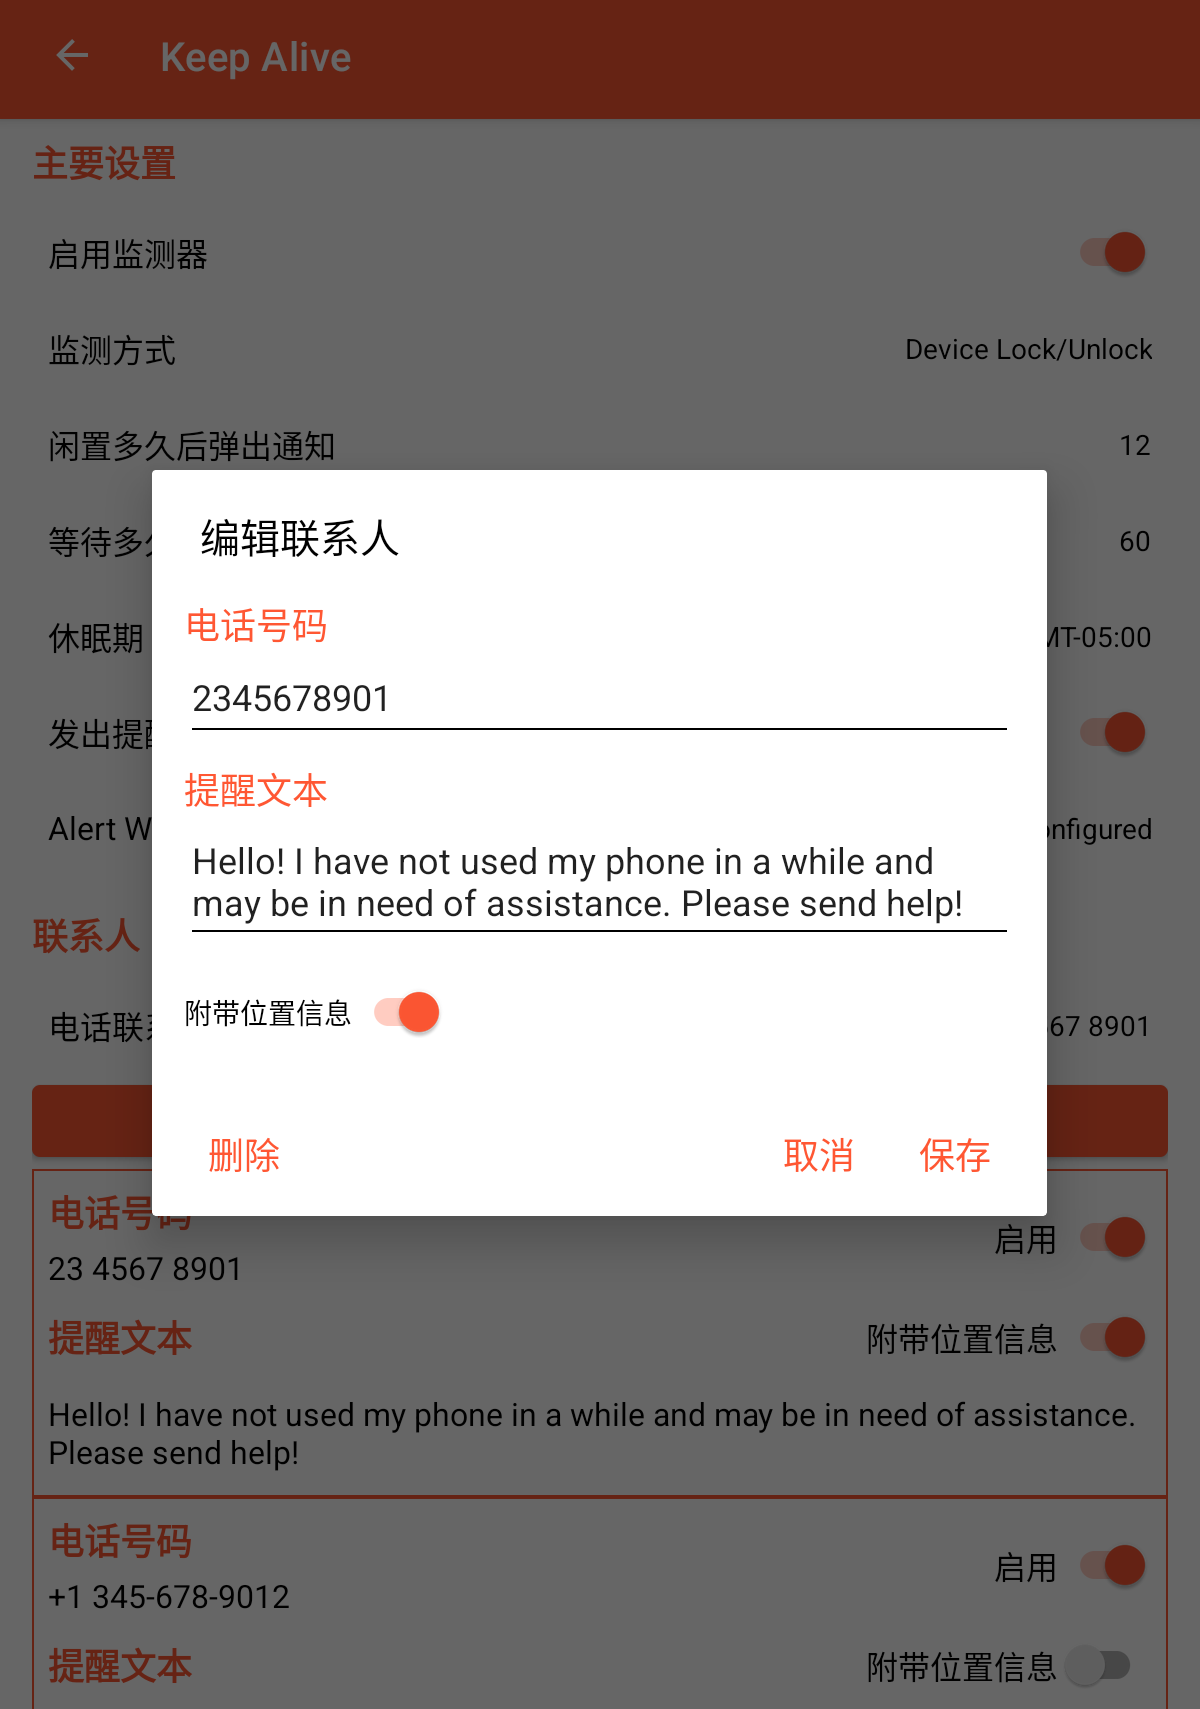 Keep Alive
主要设置
启用监测器
监测方式 Device Lock/Unlock
闲置多久后弹出通知 12
等待多 60
休眠期 MT-05:00
发出提醒
Alert W onfigured
联系人
编辑联系人
电话号码
2345678901
提醒文本
Hello! I have not used my phone in a while and
may be in need of assistance. Please send help!
附带位置信息
删除 取消 保存
电话联 67 8901
电话号码
启用
23 4567 8901
提醒文本 附带位置信息
Hello! I have not used my phone in a while and may be in need of assistance.
Please send help!
电话号码
启用
+1 345-678-9012
提醒文本 附带位置信息